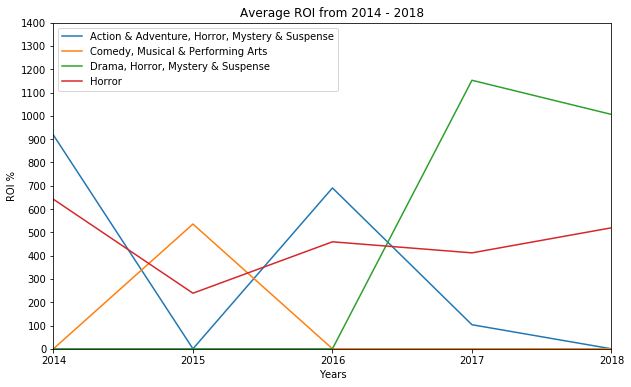 Average ROI from 2014 - 2018
1400
1300
1200
1100
1000
900
800
700
600
500
400
300
200
100
0
ROI %
Action & Adventure, Horror, Mystery & Suspense
Comedy, Musical & Performing Arts
Drama, Horror, Mystery & Suspense
Horror
2014 2015 2016 2017 2018
Years